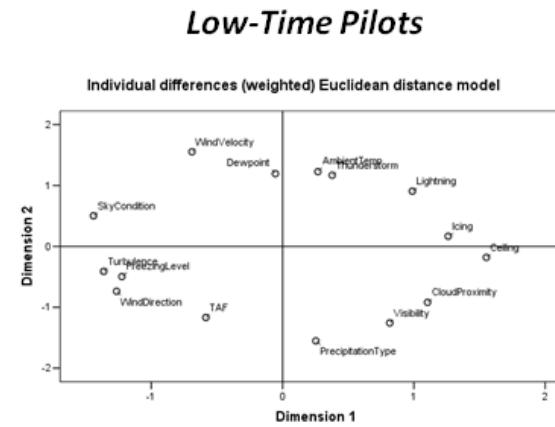 Low-Time Pilots
Individual differences (weighted) Euclidean distance model
2
WindVelocity
Dewpoint
AmbientTemp
Thunderstorm
Lightning
1
SkyCondition
Icing
0
Ceiling
Turbulence
FreezingLevel
WindDirection
CloudProximity
-1
TAF
Visibility
PrecipitationType
-2
Dimension 2
-1
0
1
2
Dimension 1